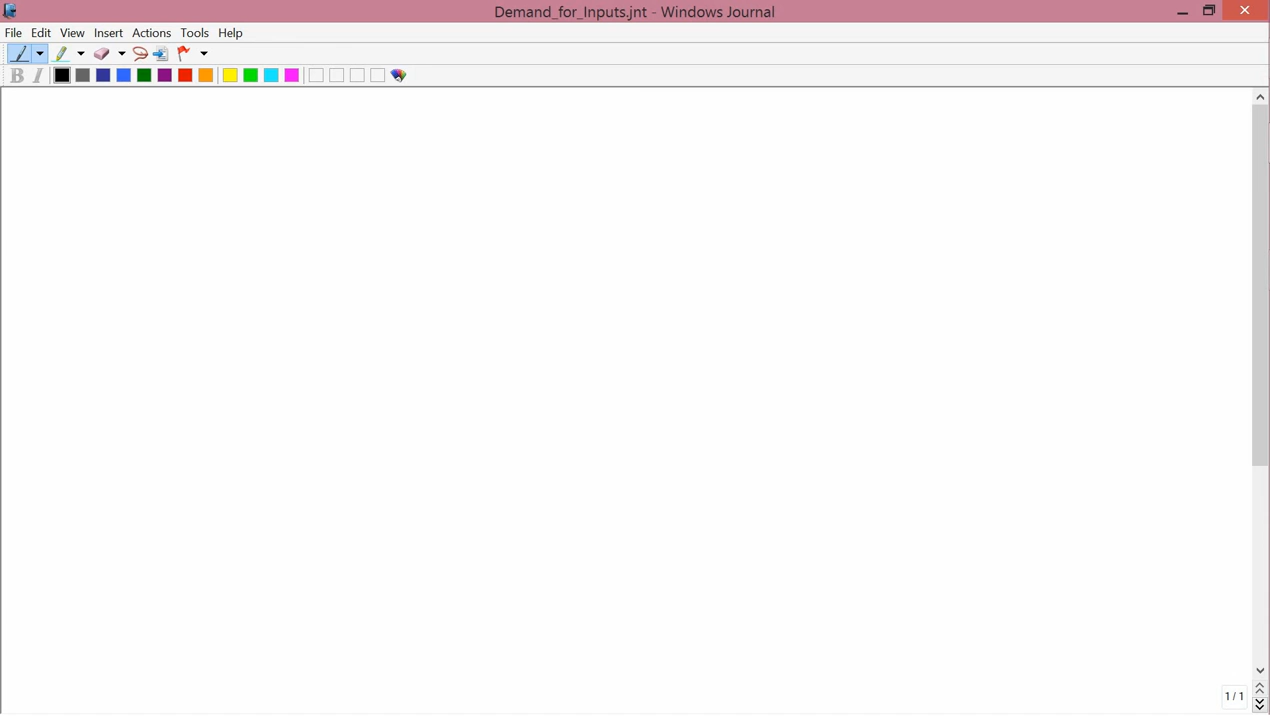 Demand_for_Inputs.jnt - Windows Journal
File Edit View Insert Actions Tools Help
B I
1 / 1